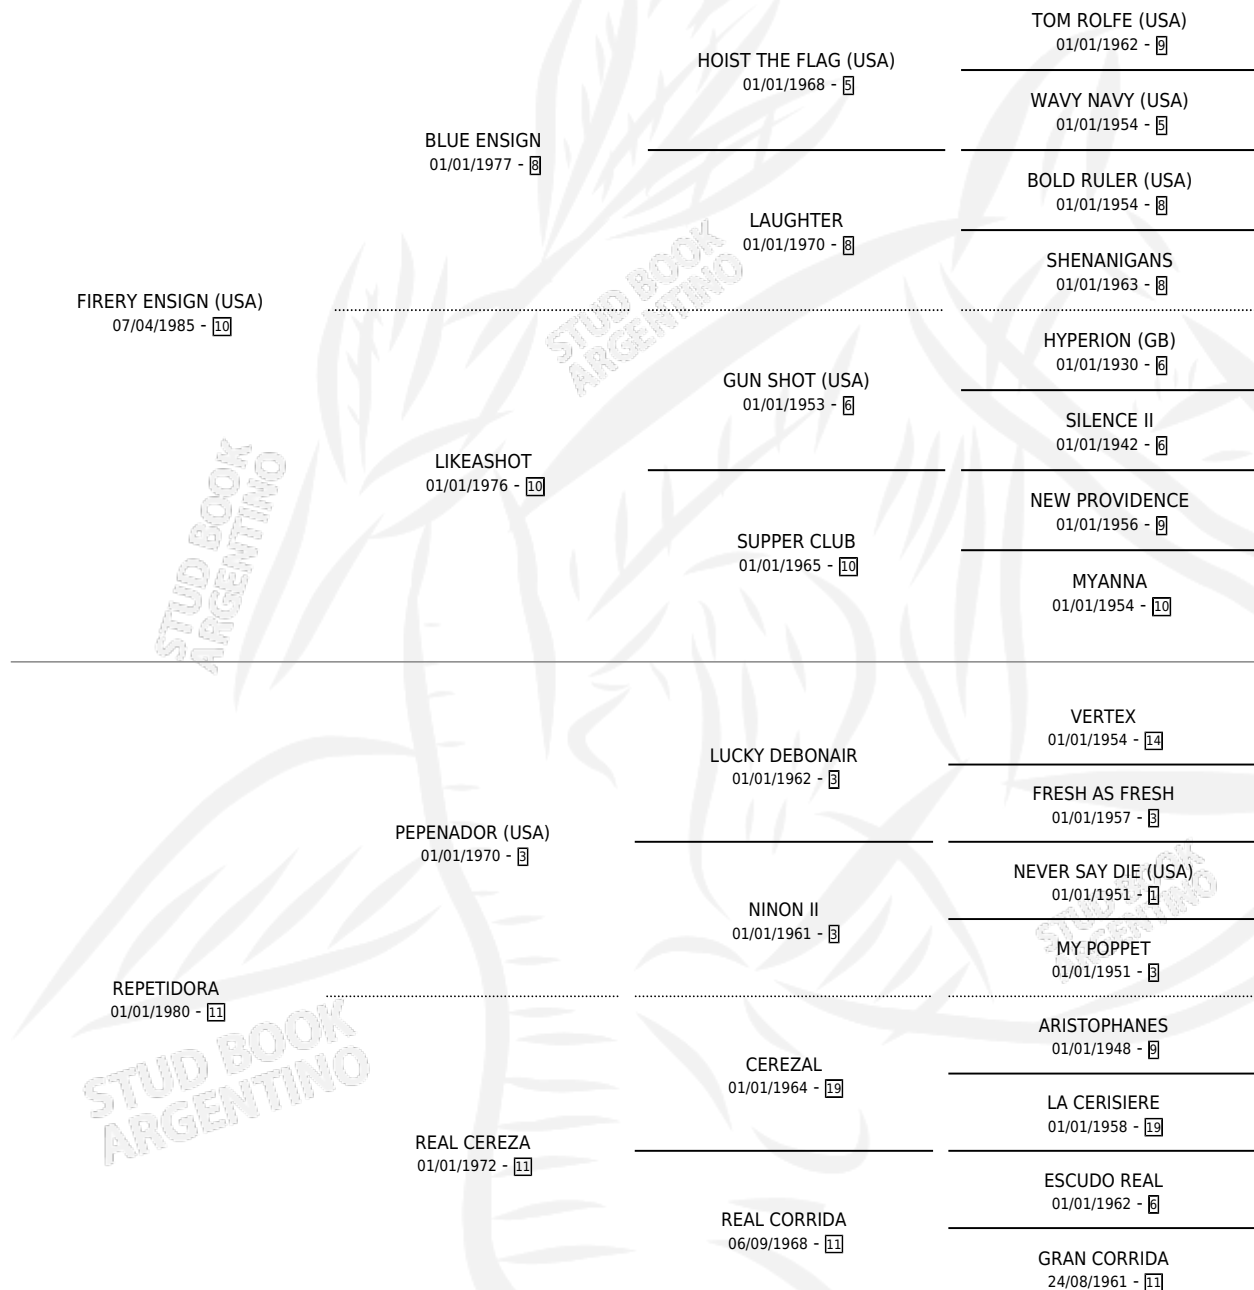 TOM ROLFE (USA)
01/01/1962 - 9
HOIST THE FLAG (USA)
01/01/1968 - 5
WAVY NAVY (USA)
01/01/1954 - 5
BLUE ENSIGN
01/01/1977 - 8
BOLD RULER (USA)
01/01/1954 - 8
LAUGHTER
01/01/1970 - 8
SHENANIGANS
01/01/1963 - 8
FIRERY ENSIGN (USA)
07/04/1985 - 10
HYPERION (GB)
01/01/1930 - 6
GUN SHOT (USA)
01/01/1953 - 6
SILENCE II
01/01/1942 - 6
LIKEASHOT
01/01/1976 - 10
NEW PROVIDENCE
01/01/1956 - 9
SUPPER CLUB
01/01/1965 - 10
MYANNA
01/01/1954 - 10
VERTEX
01/01/1954 - 14
LUCKY DEBONAIR
01/01/1962 - 3
FRESH AS FRESH
01/01/1957 - 3
PEPENADOR (USA)
01/01/1970 - 3
NEVER SAY DIE (USA)
01/01/1951 - 1
NINON II
01/01/1961 - 3
MY POPPET
01/01/1951 - 3
REPETIDORA
01/01/1980 - 11
ARISTOPHANES
01/01/1948 - 9
CEREZAL
01/01/1964 - 19
LA CERISIERE
01/01/1958 - 19
REAL CEREZA
01/01/1972 - 11
ESCUDO REAL
01/01/1962 - 6
REAL CORRIDA
06/09/1968 - 11
GRAN CORRIDA
24/08/1961 - 11
STUD BOOK
ARGENTINO
STUD BOOK
ARGENTINO
STUD BOOK
ARGENTINO
STUD BOOK
ARGENTINO